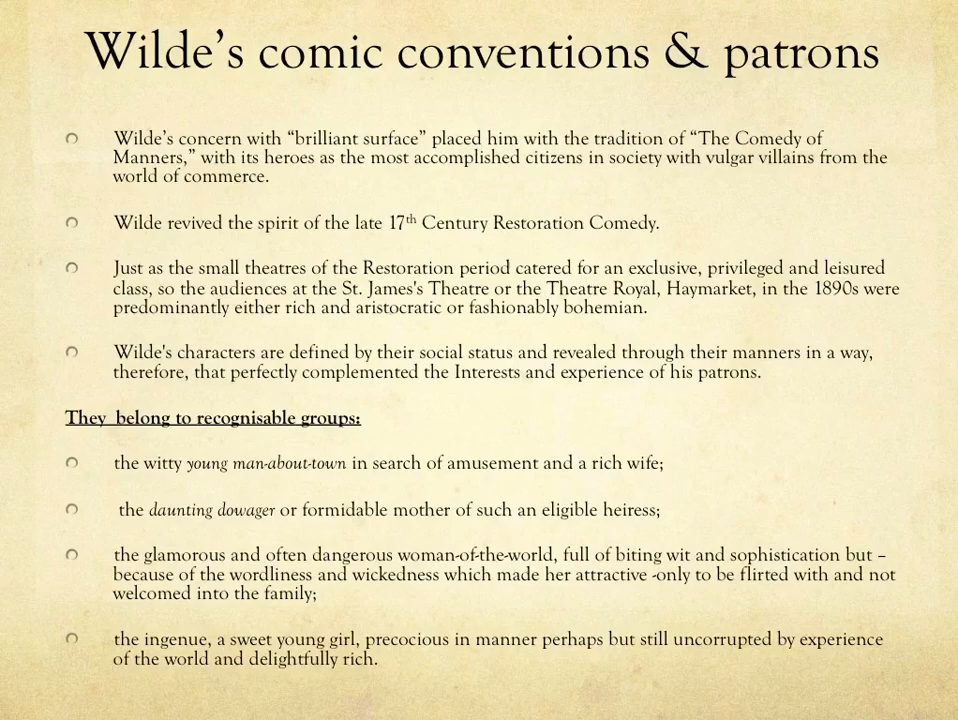 Wilde’s comic conventions & patrons
Wilde’s concern with “brilliant surface” placed him with the tradition of “The Comedy of
Manners,” with its heroes as the most accomplished citizens in society with vulgar villains from the
world of commerce.
Wilde revived the spirit of the late 17th Century Restoration Comedy.
Just as the small theatres of the Restoration period catered for an exclusive, privileged and leisured
class, so the audiences at the St. James's Theatre or the Theatre Royal, Haymarket, in the 1890s were
predominantly either rich and aristocratic or fashionably bohemian.
Wilde's characters are defined by their social status and revealed through their manners in a way,
therefore, that perfectly complemented the Interests and experience of his patrons.
They  belong to recognisable groups:
the witty young man-about-town in search of amusement and a rich wife;
the daunting dowager or formidable mother of such an eligible heiress;
the glamorous and often dangerous woman-of-the-world, full of biting wit and sophistication but –
because of the wordliness and wickedness which made her attractive -only to be flirted with and not
welcomed into the family;
the ingenue, a sweet young girl, precocious in manner perhaps but still uncorrupted by experience
of the world and delightfully rich.